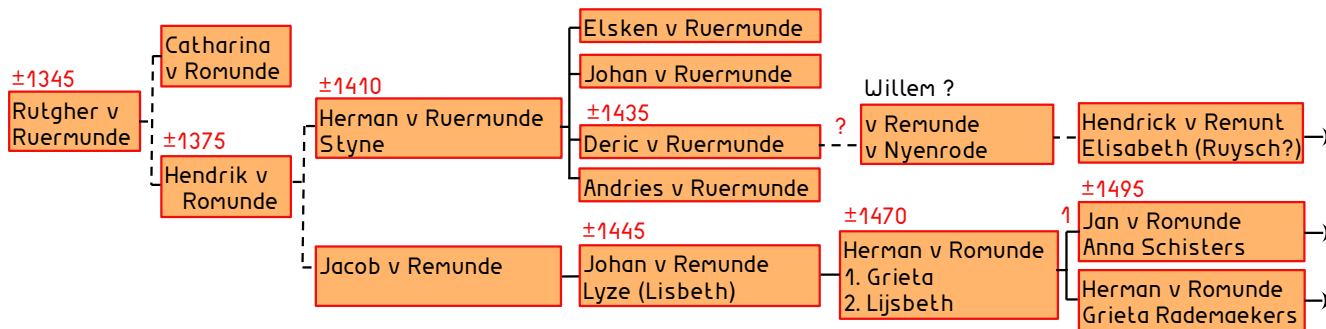 ±1345
Rutgher v
Ruermunde
Catharina
v Romunde
±1375
Hendrik v
Romunde
±1410
Herman v Ruermunde
Styne
Jacob v Remunde
Elsken v Ruermunde
Johan v Ruermunde
±1435
Deric v Ruermunde
Andries v Ruermunde
±1445
Johan v Remunde
Lyze (Lisbeth)
?
Willem ?
v Remunde
v Nyenrode
±1470
Herman v Romunde
1. Grieta
2. Lijsbeth
Hendrick v Remunt
Elisabeth (Ruysch?)
1
±1495
Jan v Romunde
Anna Schisters
Herman v Romunde
Grieta Rademaekers